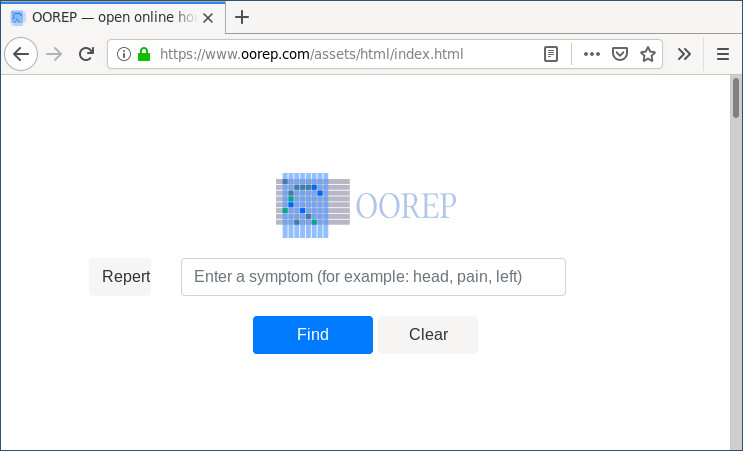 OOREP — open online ho
https://www.oorep.com/assets/html/index.html
OOREP
Repert
Enter a symptom (for example: head, pain, left)
Find
Clear